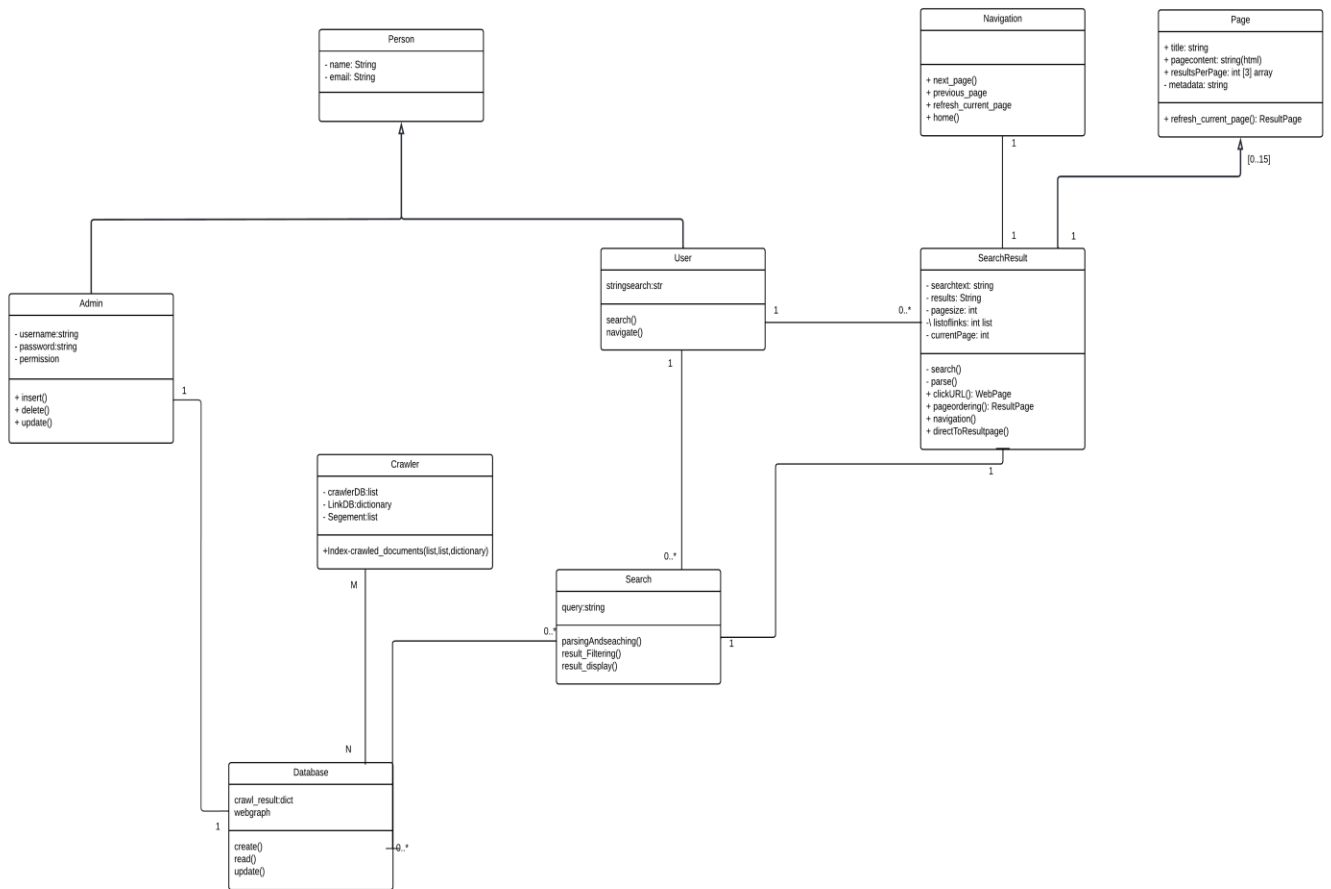 Person
- name: String
- email: String
Navigation
+ next_page()
+ previous_page
+ refresh_current_page
+ home()
1
Page
+ title: string
+ pagecontent: string(html)
+ resultsPerPage: int [3] array
- metadata: string
+ refresh_current_page(): ResultPage
[0..15]
1
1
User
stringsearch:str
search()
navigate()
1
0..*
1
SearchResult
- searchtext: string
- results: String
- pagesize: int
-\ listoflinks: int list
- currentPage: int
- search()
- parse()
+ clickURL(): WebPage
+ pageordering(): ResultPage
+ navigation()
+ directToResultpage()
1
Admin
- username:string
- password:string
- permission
+ insert()
+ delete()
+ update()
1
Crawler
- crawlerDB:list
- LinkDB:dictionary
- Segement:list
+Index-crawled_documents(list,list,dictionary)
M
N
0..*
Search
query:string
parsingAndseaching()
result_Filtering()
result_display()
0..*
1
Database
crawl_result:dict
webgraph
create()
read()
update()
1
0..*